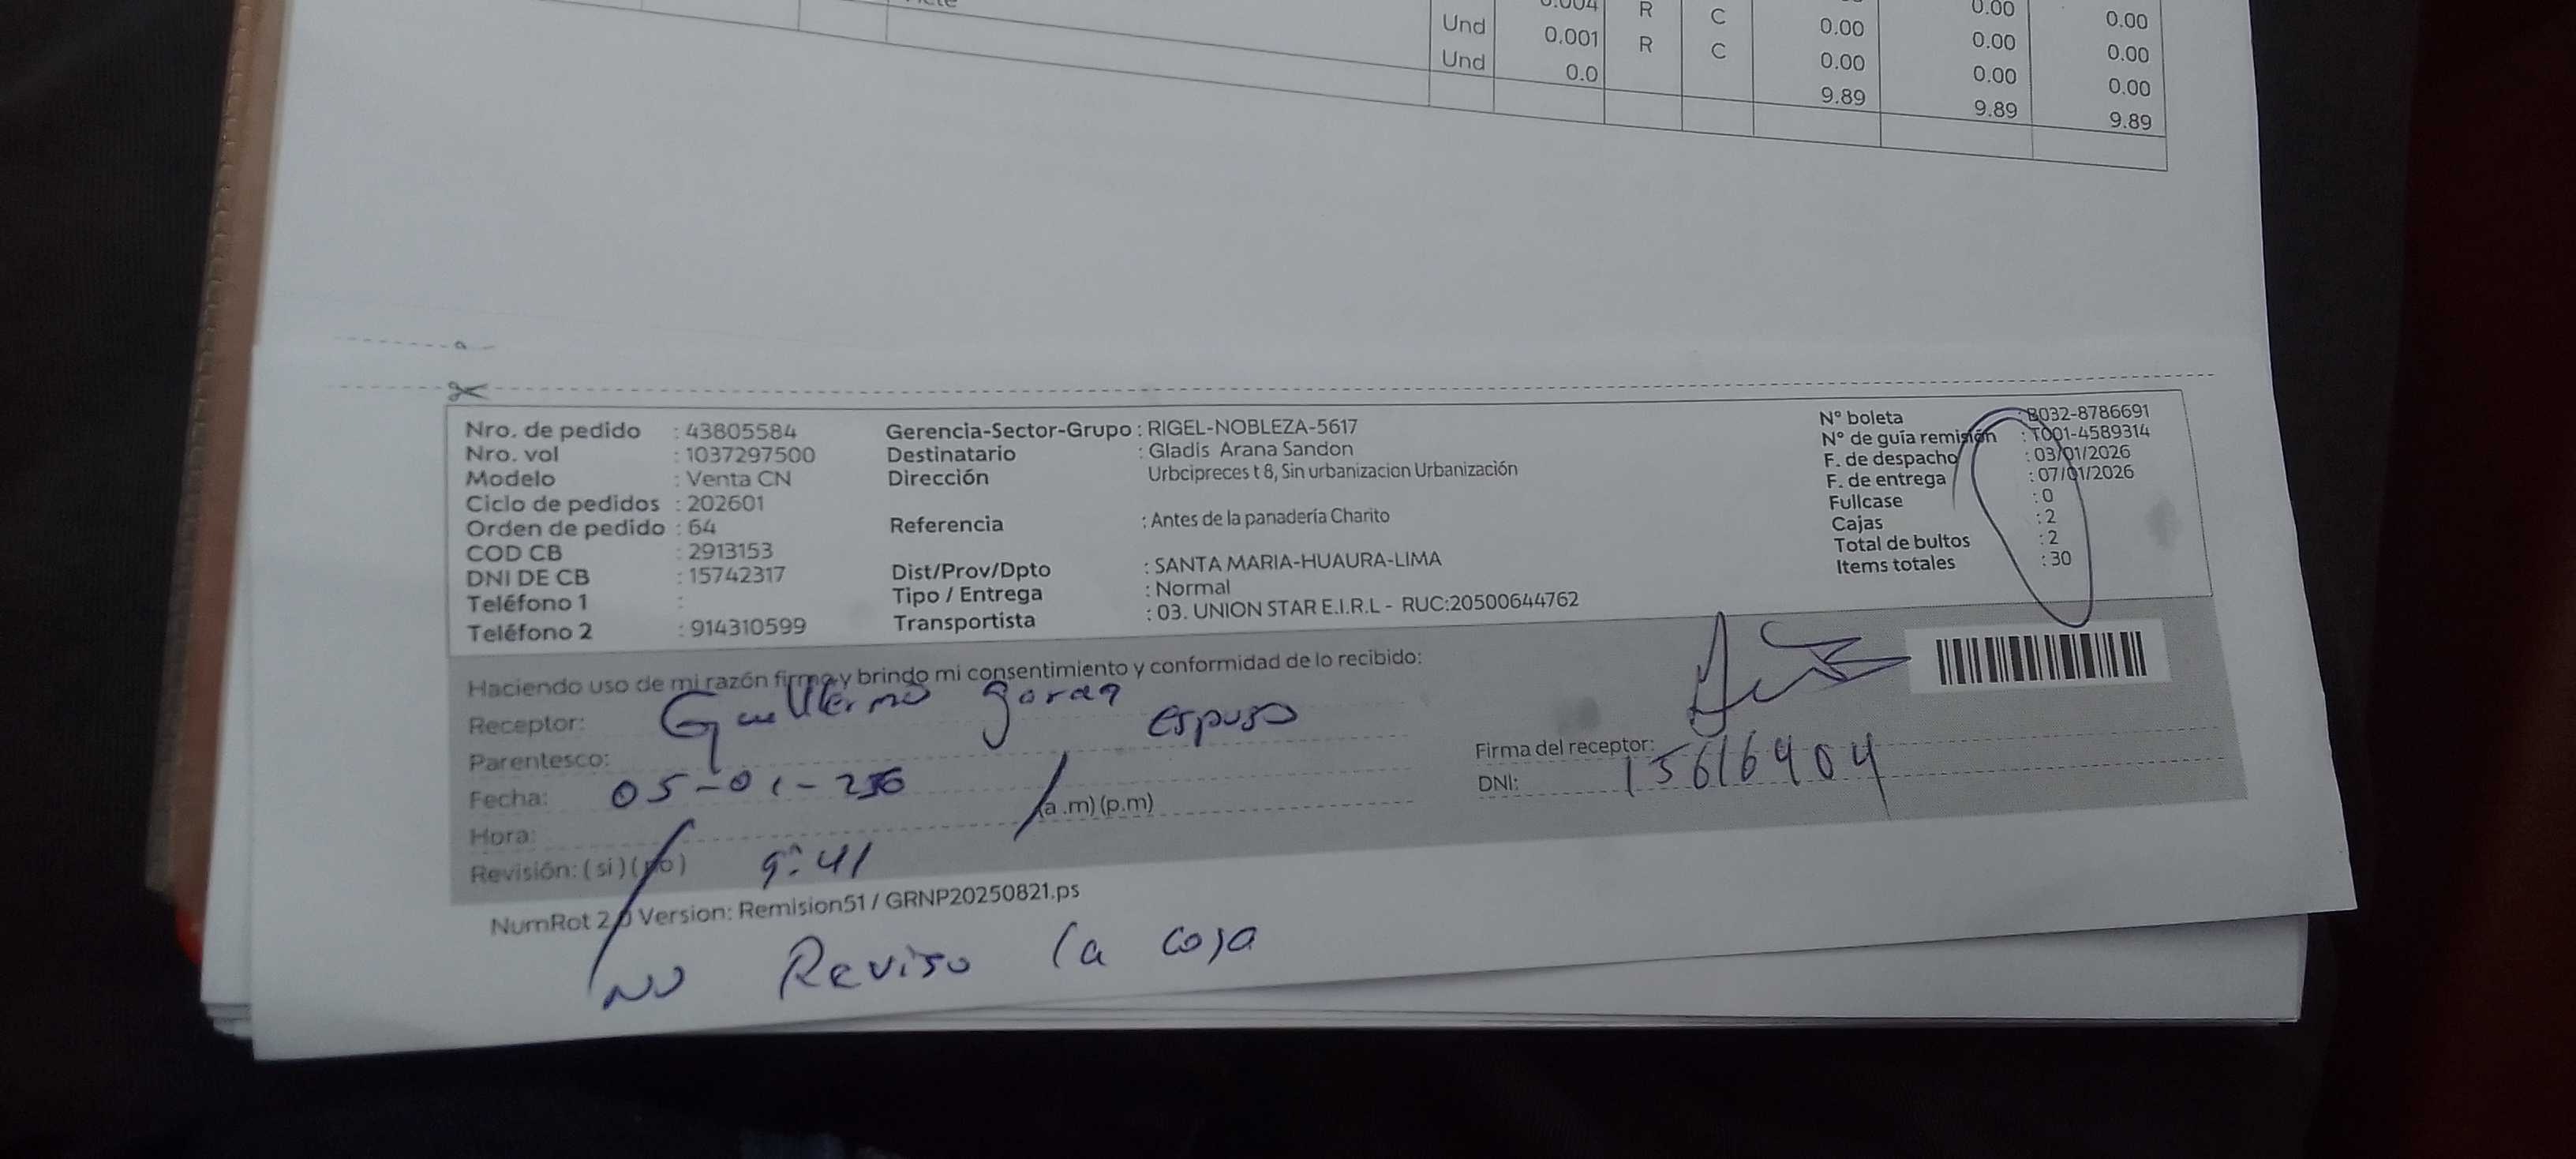 0.004 R C 0.00 0.00
Und 0.001 R C 0.00 0.00 0.00
Und 0.0 0.00 0.00 0.00
9.89 9.89 9.89
Nro. de pedido : 43805584
Nro. vol : 1037297500
Modelo : Venta CN
Ciclo de pedidos : 202601
Orden de pedido : 64
COD CB : 2913153
DNI DE CB : 15742317
Teléfono 1 :
Teléfono 2 : 914310599
Gerencia-Sector-Grupo : RIGEL-NOBLEZA-5617
Destinatario : Gladis Arana Sandon
Dirección Urbcipreces t 8, Sin urbanizacion Urbanización
Referencia : Antes de la panadería Charito
Dist/Prov/Dpto : SANTA MARIA-HUAURA-LIMA
Tipo / Entrega : Normal
Transportista : 03. UNION STAR E.I.R.L - RUC:20500644762
N° boleta : B032-8786691
N° de guía remisión : T001-4589314
F. de despacho : 03/01/2026
F. de entrega : 07/01/2026
Fullcase : 0
Cajas : 2
Total de bultos : 2
Items totales : 30
Haciendo uso de mi razón firmo y brindo mi consentimiento y conformidad de lo recibido:
Receptor: Guillermo
Parentesco: esposo
Fecha: 05-01-
Hora: (a.m) (p.m)
Revisión: (si) (no) 9:41
Firma del receptor:
DNI: 15616404
NumRot 2.0 Version: Remision51 / GRNP20250821.ps
NO Reviso la caja